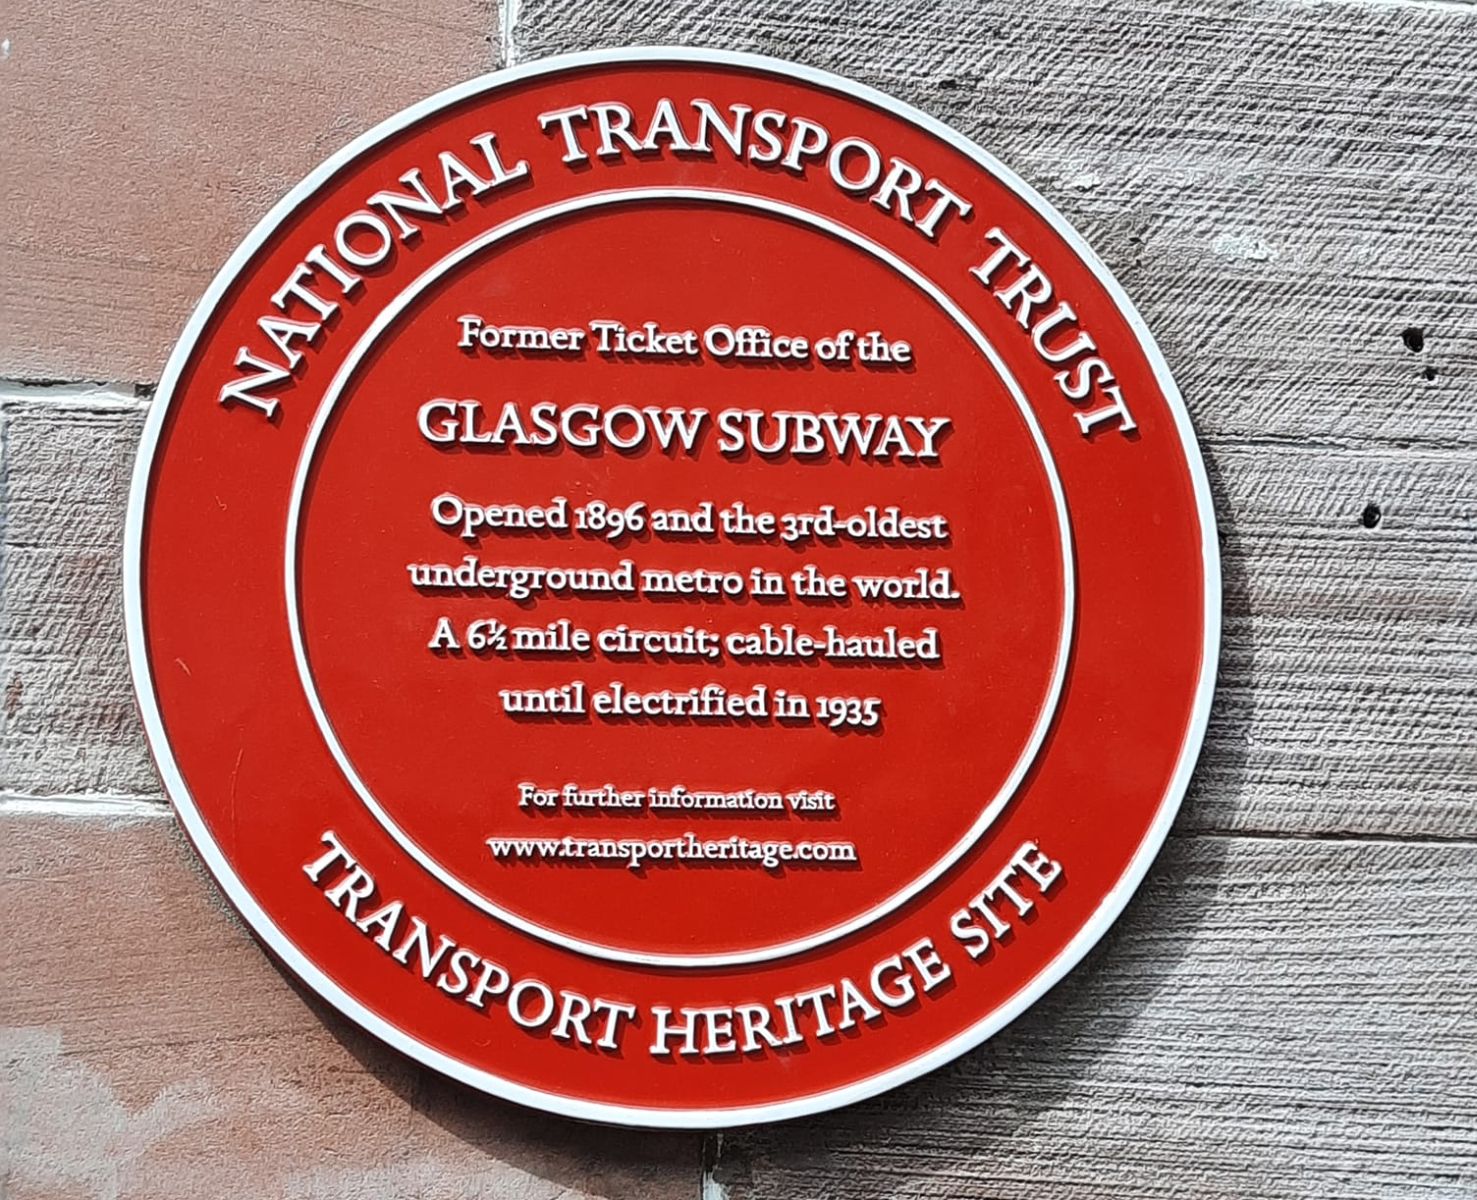 NATIONAL TRANSPORT TRUST
Former Ticket Office of the
GLASGOW SUBWAY
Opened 1896 and the 3rd-oldest
underground metro in the world.
A 6½ mile circuit; cable-hauled
until electrified in 1935
For further information visit
www.transportheritage.com
TRANSPORT HERITAGE SITE